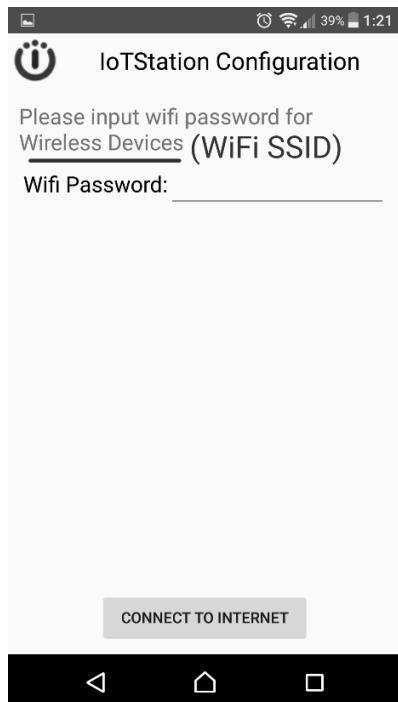 39% 1:21
IoTStation Configuration
Please input wifi password for
Wireless Devices (WiFi SSID)
Wifi Password:
CONNECT TO INTERNET